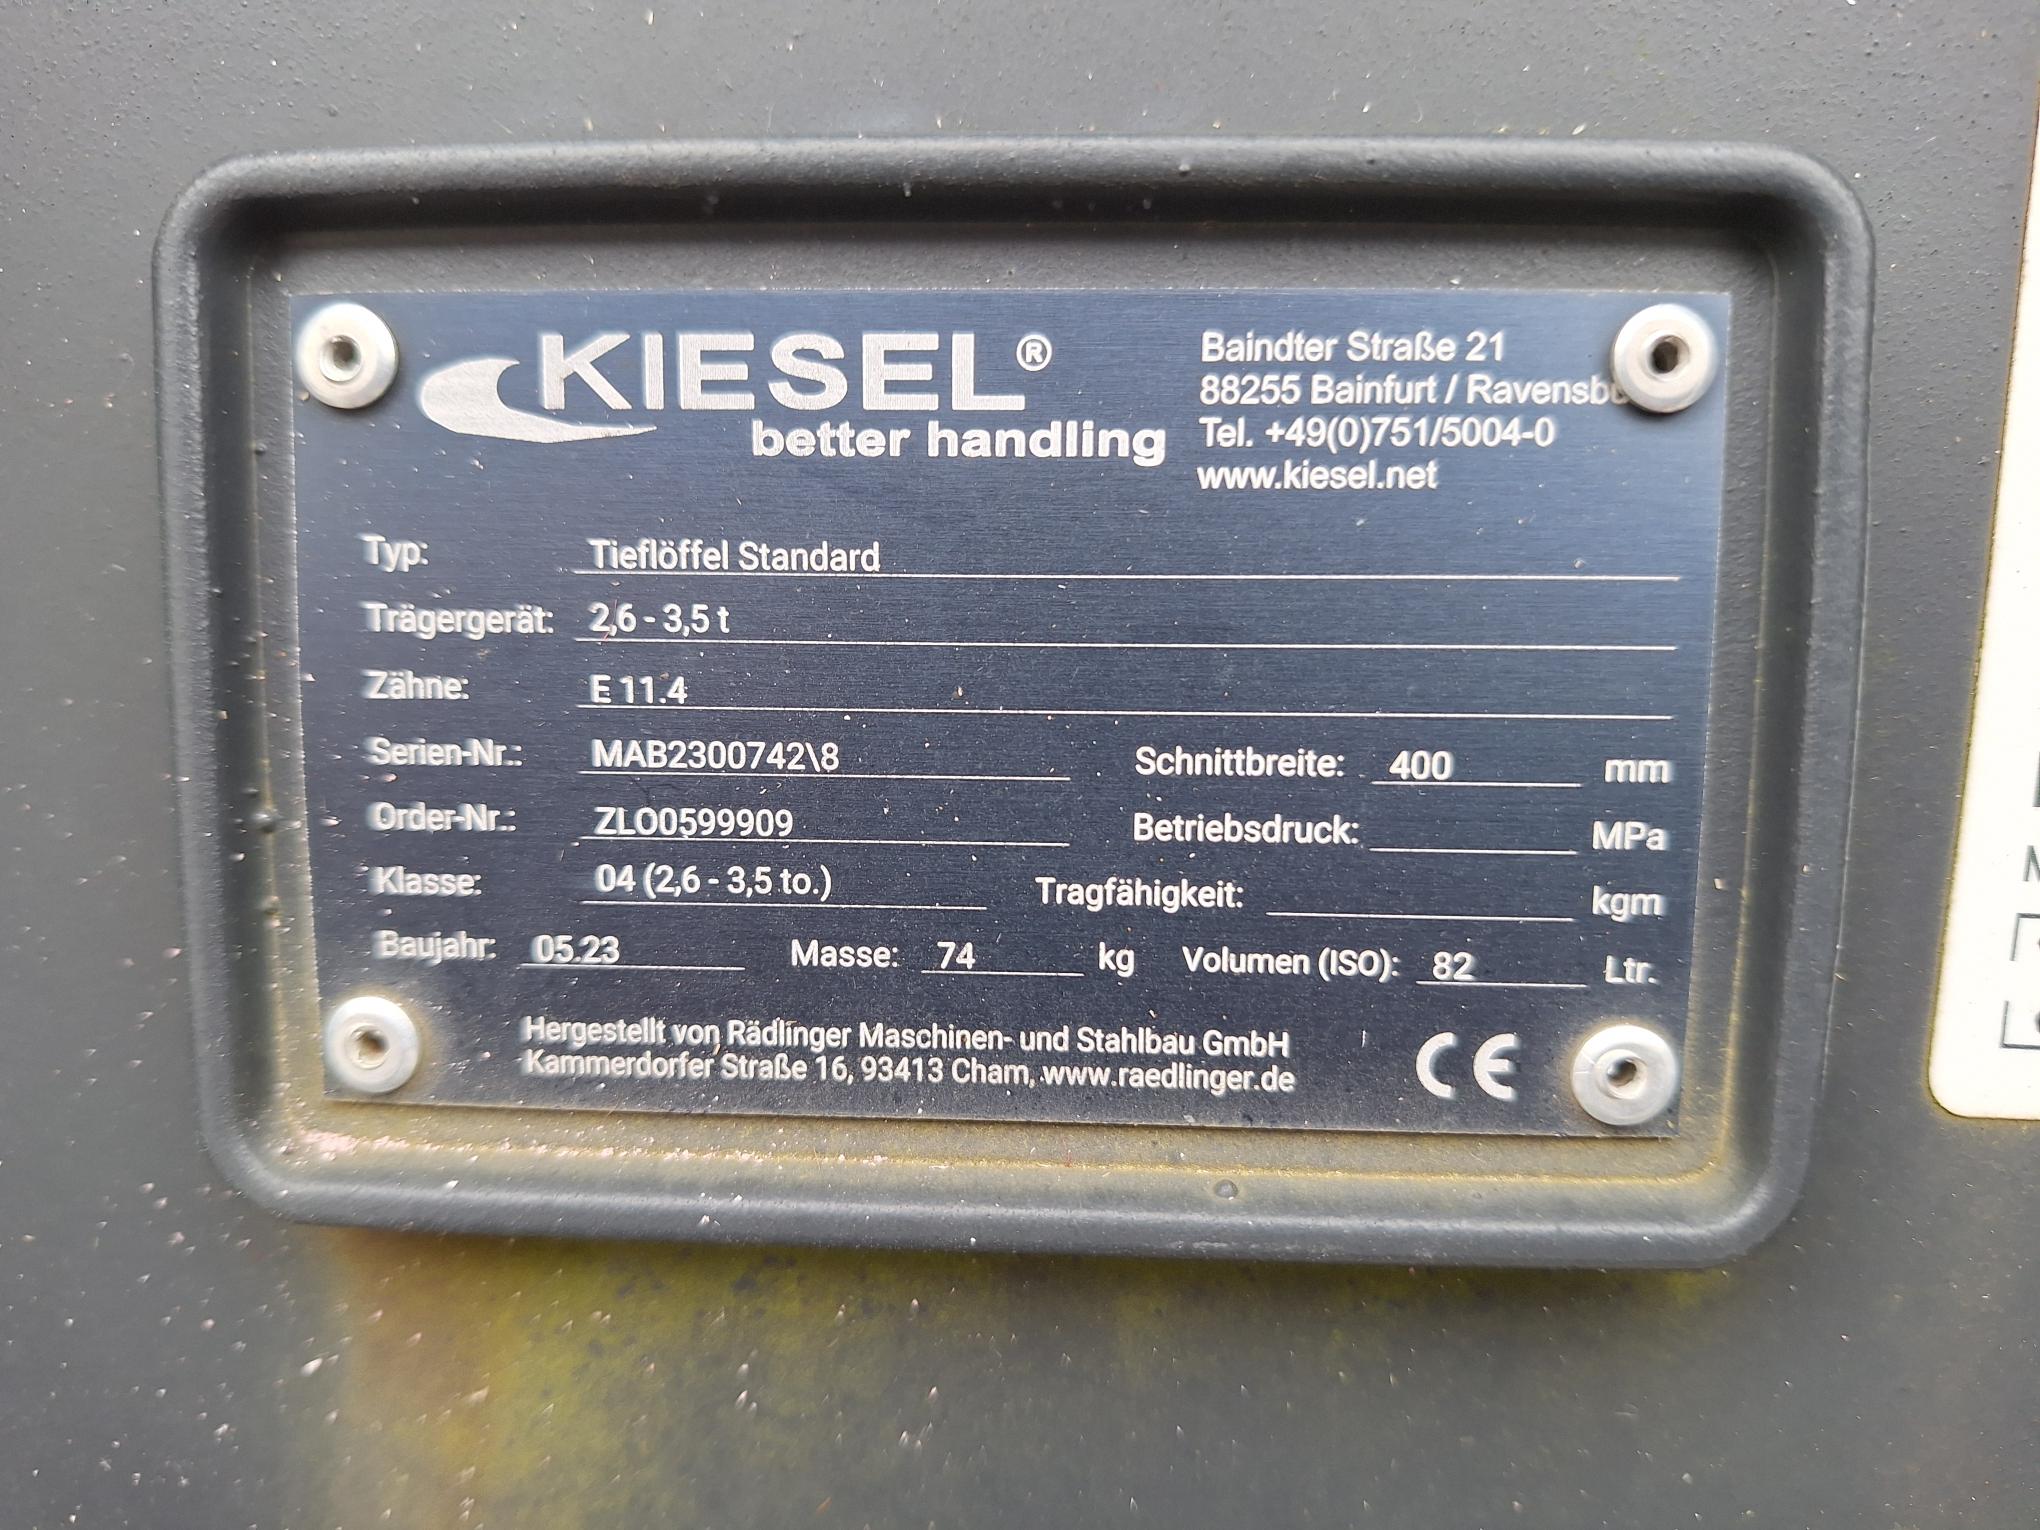 KIESEL®
better handling
Baindter Straße 21
88255 Bainfurt /
Tel. +49(0)751/5004-0
www.kiesel.net
Typ: Tieflöffel Standard
Trägergerät: 2,6 - 3,5 t
Zähne: E 11.4
Serien-Nr.: MAB2300742\8 Schnittbreite: 400 mm
Order-Nr.: ZLO0599909 Betriebsdruck: MPa
Klasse: 04 (2,6 - 3,5 to.) Tragfähigkeit: kgm
Baujahr: 05.23 Masse: 74 kg Volumen (ISO): 82 Ltr.
Hergestellt von Rädlinger Maschinen- und Stahlbau GmbH
Kammerdorfer Straße 16, 93413 Cham, www.raedlinger.de
CE